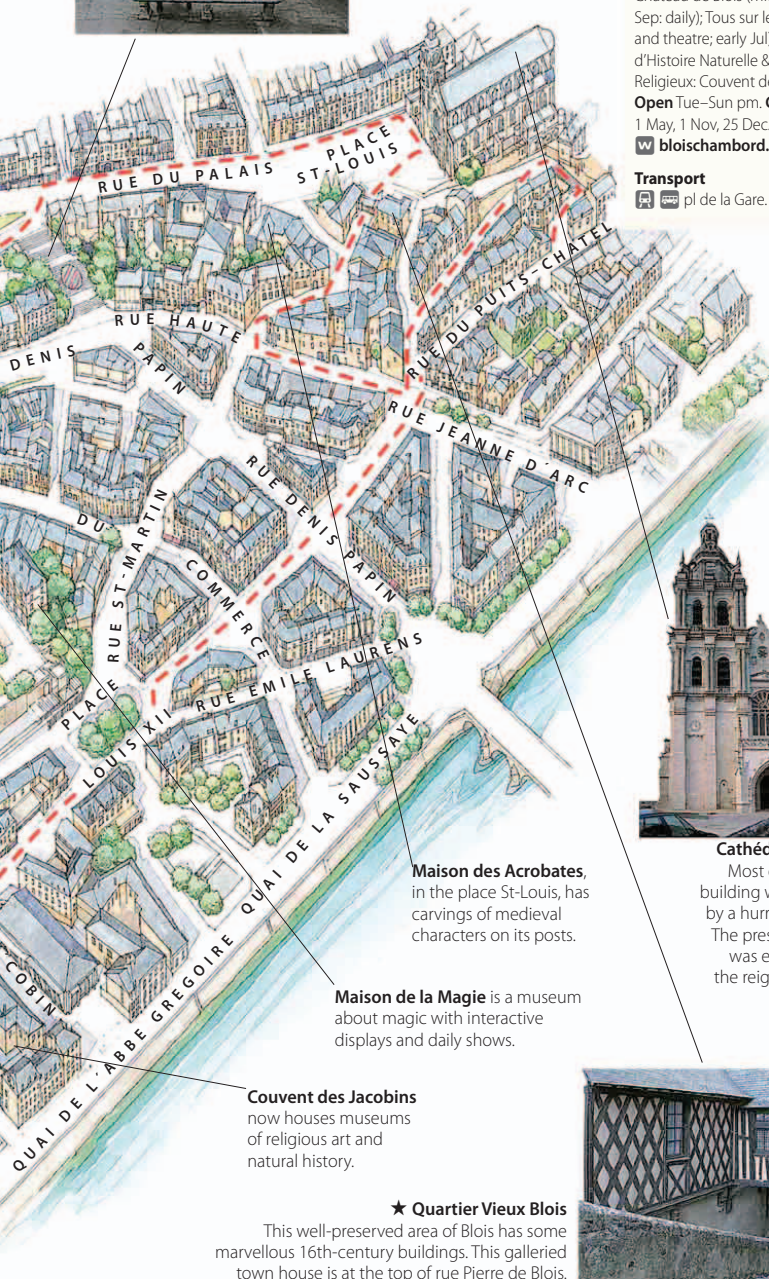 Sep: daily); Tous sur le
and theatre; early Jul)
d'Histoire Naturelle &
Religieux: Couvent de
Open Tue–Sun pm.
1 May, 1 Nov, 25 Dec.
W bloischambord.
Transport
pl de la Gare.
RUE DU PALAIS
PLACE
ST-LOUIS
RUE DU PUITS-CHATEL
RUE HAUTE
DENIS
PAPIN
RUE JEANNE D'ARC
RUE DENIS PAPIN
DU
COMMERCE
RUE ST-MARTIN
RUE EMILE LAURENS
PLACE
LOUIS XII
QUAI DE LA SAUSSAYE
QUAI DE L'ABBE GREGOIRE
COBIN
Maison des Acrobates,
in the place St-Louis, has
carvings of medieval
characters on its posts.
Cathéd
Most
building w
by a hurr
The pres
was e
the reig
Maison de la Magie is a museum
about magic with interactive
displays and daily shows.
Couvent des Jacobins
now houses museums
of religious art and
natural history.
★ Quartier Vieux Blois
This well-preserved area of Blois has some
marvellous 16th-century buildings. This galleried
town house is at the top of rue Pierre de Blois.